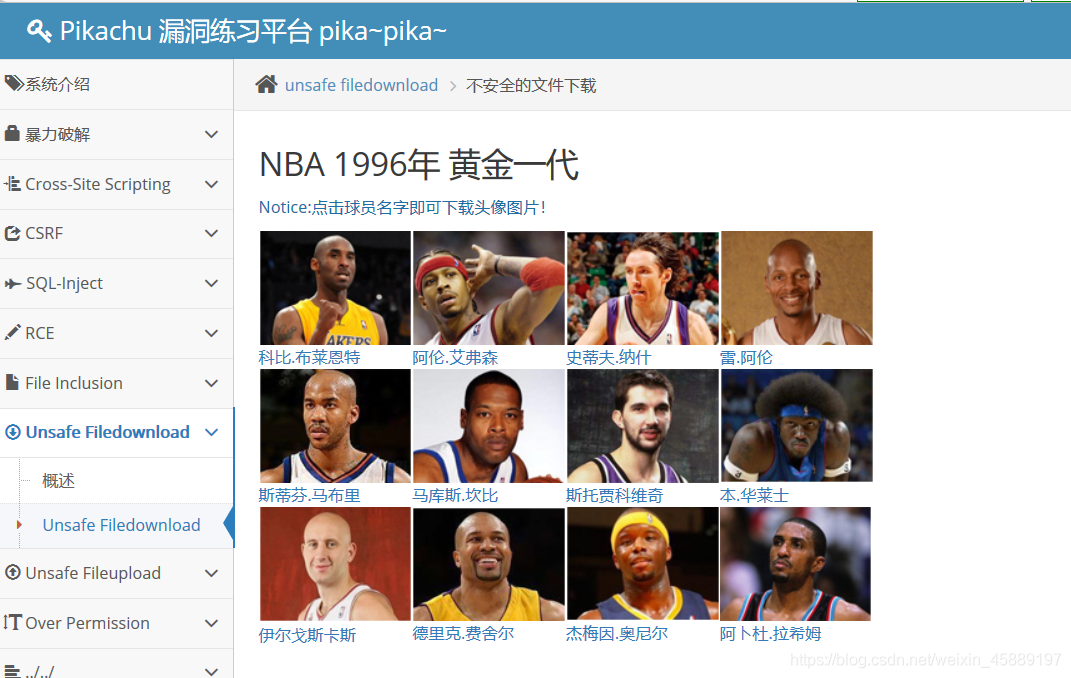 Pikachu 漏洞练习平台 pika~pika~
系统介绍
暴力破解
Cross-Site Scripting
CSRF
SQL-Inject
RCE
File Inclusion
Unsafe Filedownload
概述
Unsafe Filedownload
Unsafe Fileupload
Over Permission
../../
unsafe filedownload > 不安全的文件下载
NBA 1996年 黄金一代
Notice:点击球员名字即可下载头像图片!
LAKERS
科比.布莱恩特 阿伦.艾弗森 史蒂夫.纳什 雷.阿伦
斯蒂芬.马布里 马库斯.坎比 斯托贾科维奇 本.华莱士
伊尔戈斯卡斯 德里克.费舍尔 杰梅因.奥尼尔 阿卜杜.拉希姆
https://blog.csdn.net/weixin_45889197